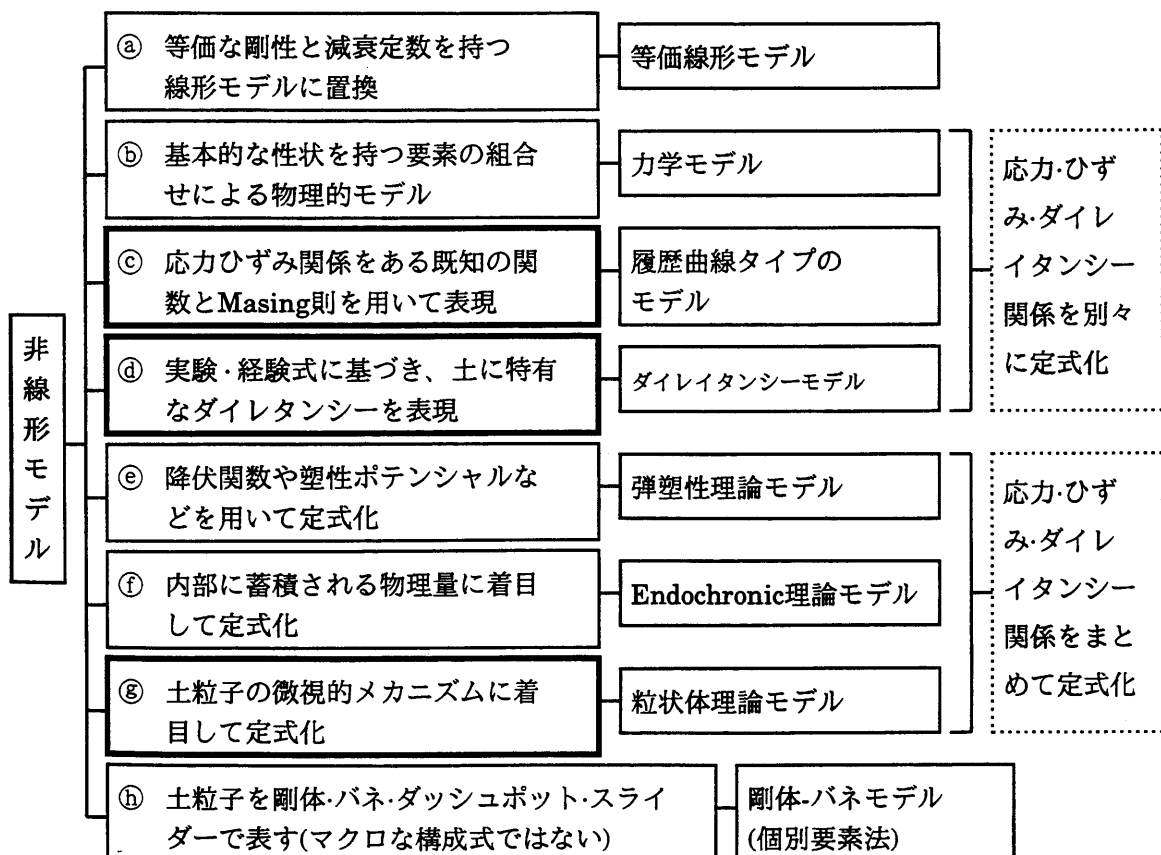 非線形モデル
ⓐ 等価な剛性と減衰定数を持つ
線形モデルに置換
等価線形モデル
ⓑ 基本的な性状を持つ要素の組合
せによる物理的モデル
力学モデル
ⓒ 応力ひずみ関係をある既知の関
数とMasing則を用いて表現
履歴曲線タイプの
モデル
ⓓ 実験·経験式に基づき、土に特有
なダイレタンシーを表現
ダイレイタンシーモデル
応力·ひず
み·ダイレ
イタンシー
関係を別々
に定式化
ⓔ 降伏関数や塑性ポテンシャルな
どを用いて定式化
弾塑性理論モデル
ⓕ 内部に蓄積される物理量に着目
して定式化
Endochronic理論モデル
ⓖ 土粒子の微視的メカニズムに着
目して定式化
粒状体理論モデル
応力·ひず
み·ダイレ
イタンシー
関係をまと
めて定式化
ⓗ 土粒子を剛体·バネ·ダッシュポット·スライ
ダーで表す(マクロな構成式ではない)
剛体-バネモデル
(個別要素法)